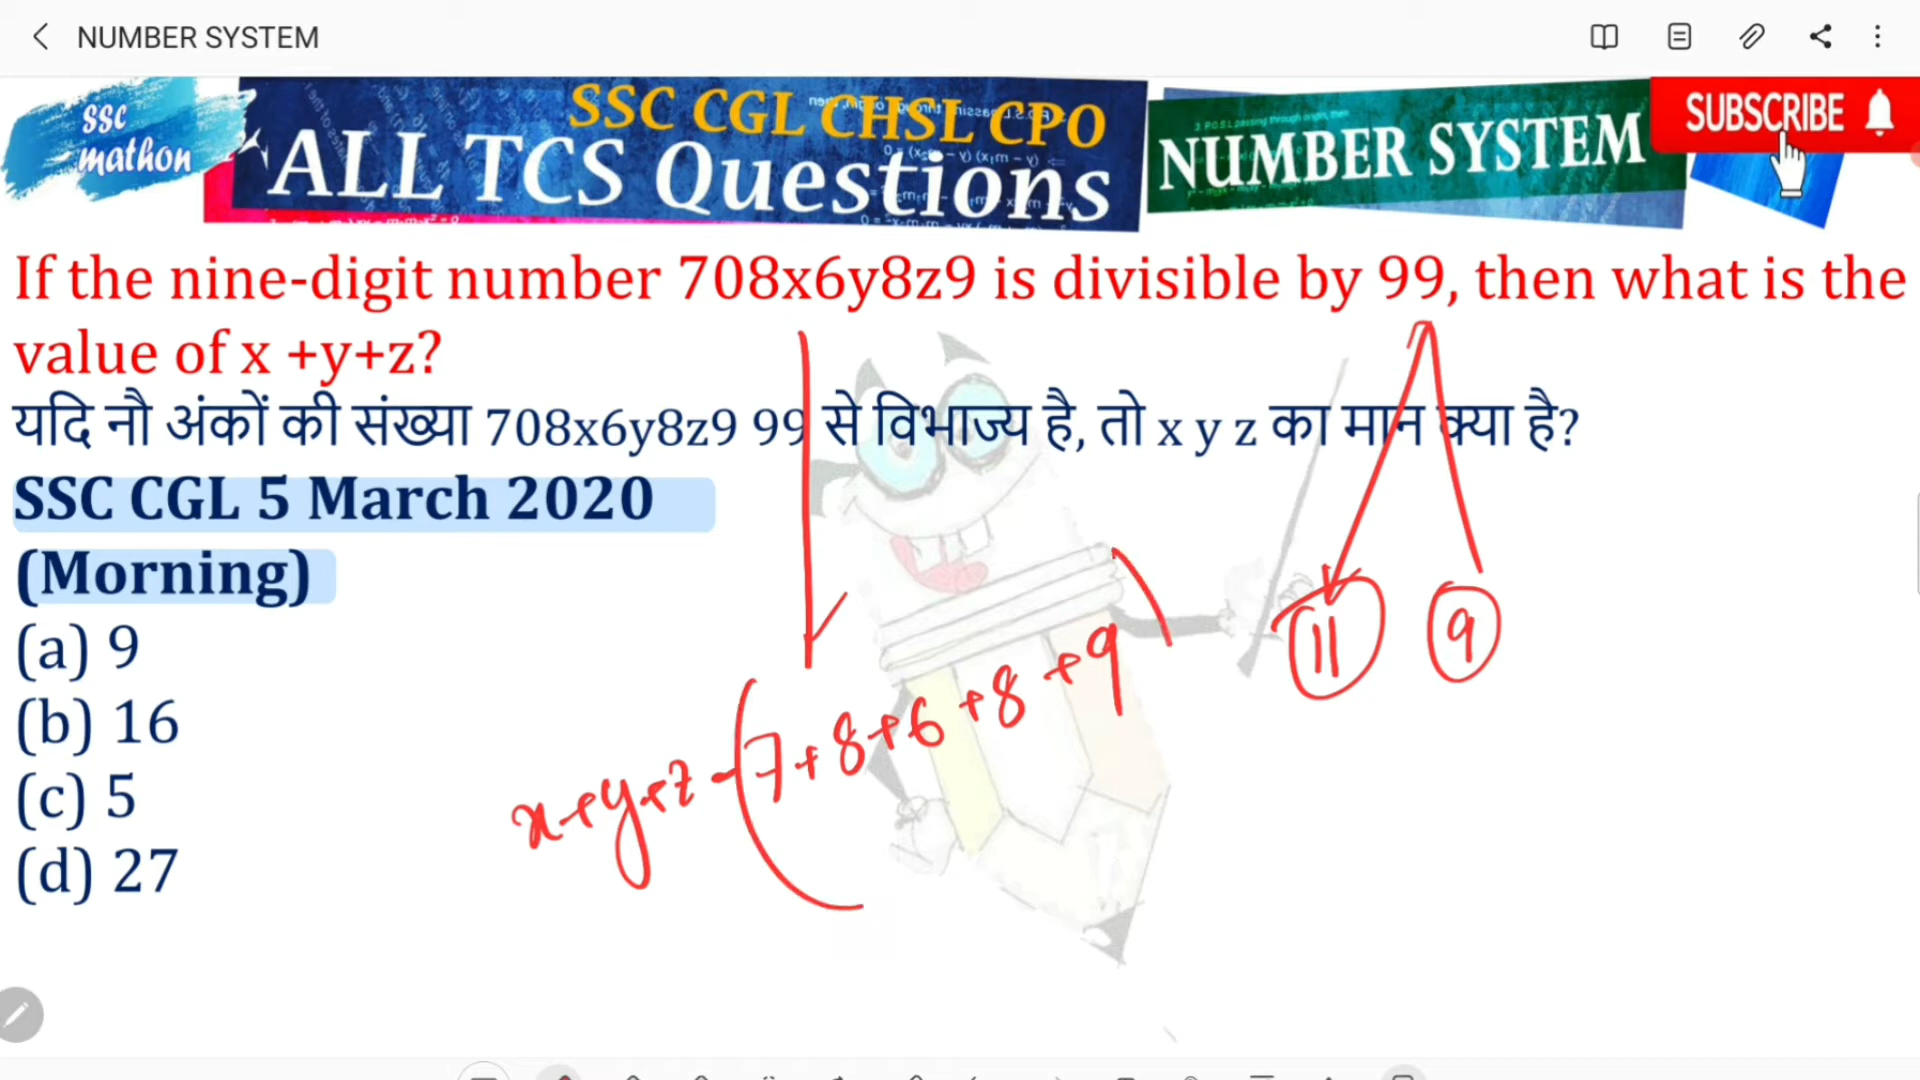 NUMBER SYSTEM
SSC mathon
SSC CGL CHSL CPO
ALL TCS Questions
NUMBER SYSTEM
SUBSCRIBE
If the nine-digit number 708x6y8z9 is divisible by 99, then what is the
value of x +y+z?
यदि नौ अंकों की संख्या 708x6y8z9 99 से विभाज्य है, तो x y z का मान क्या है?
SSC CGL 5 March 2020
(Morning)
(a) 9
(b) 16
(c) 5
(d) 27
11 9
x+y+z-(7+8+6+8+9)